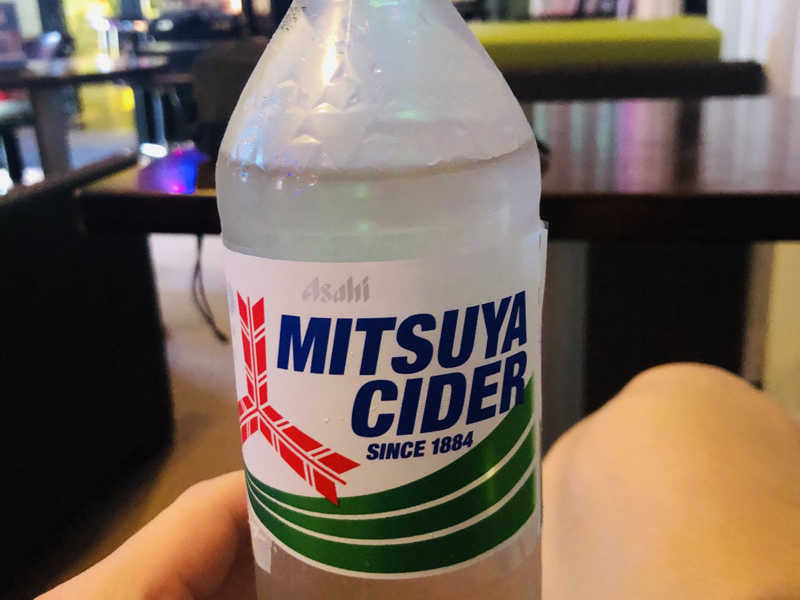 Asahi
MITSUYA
CIDER
SINCE 1884